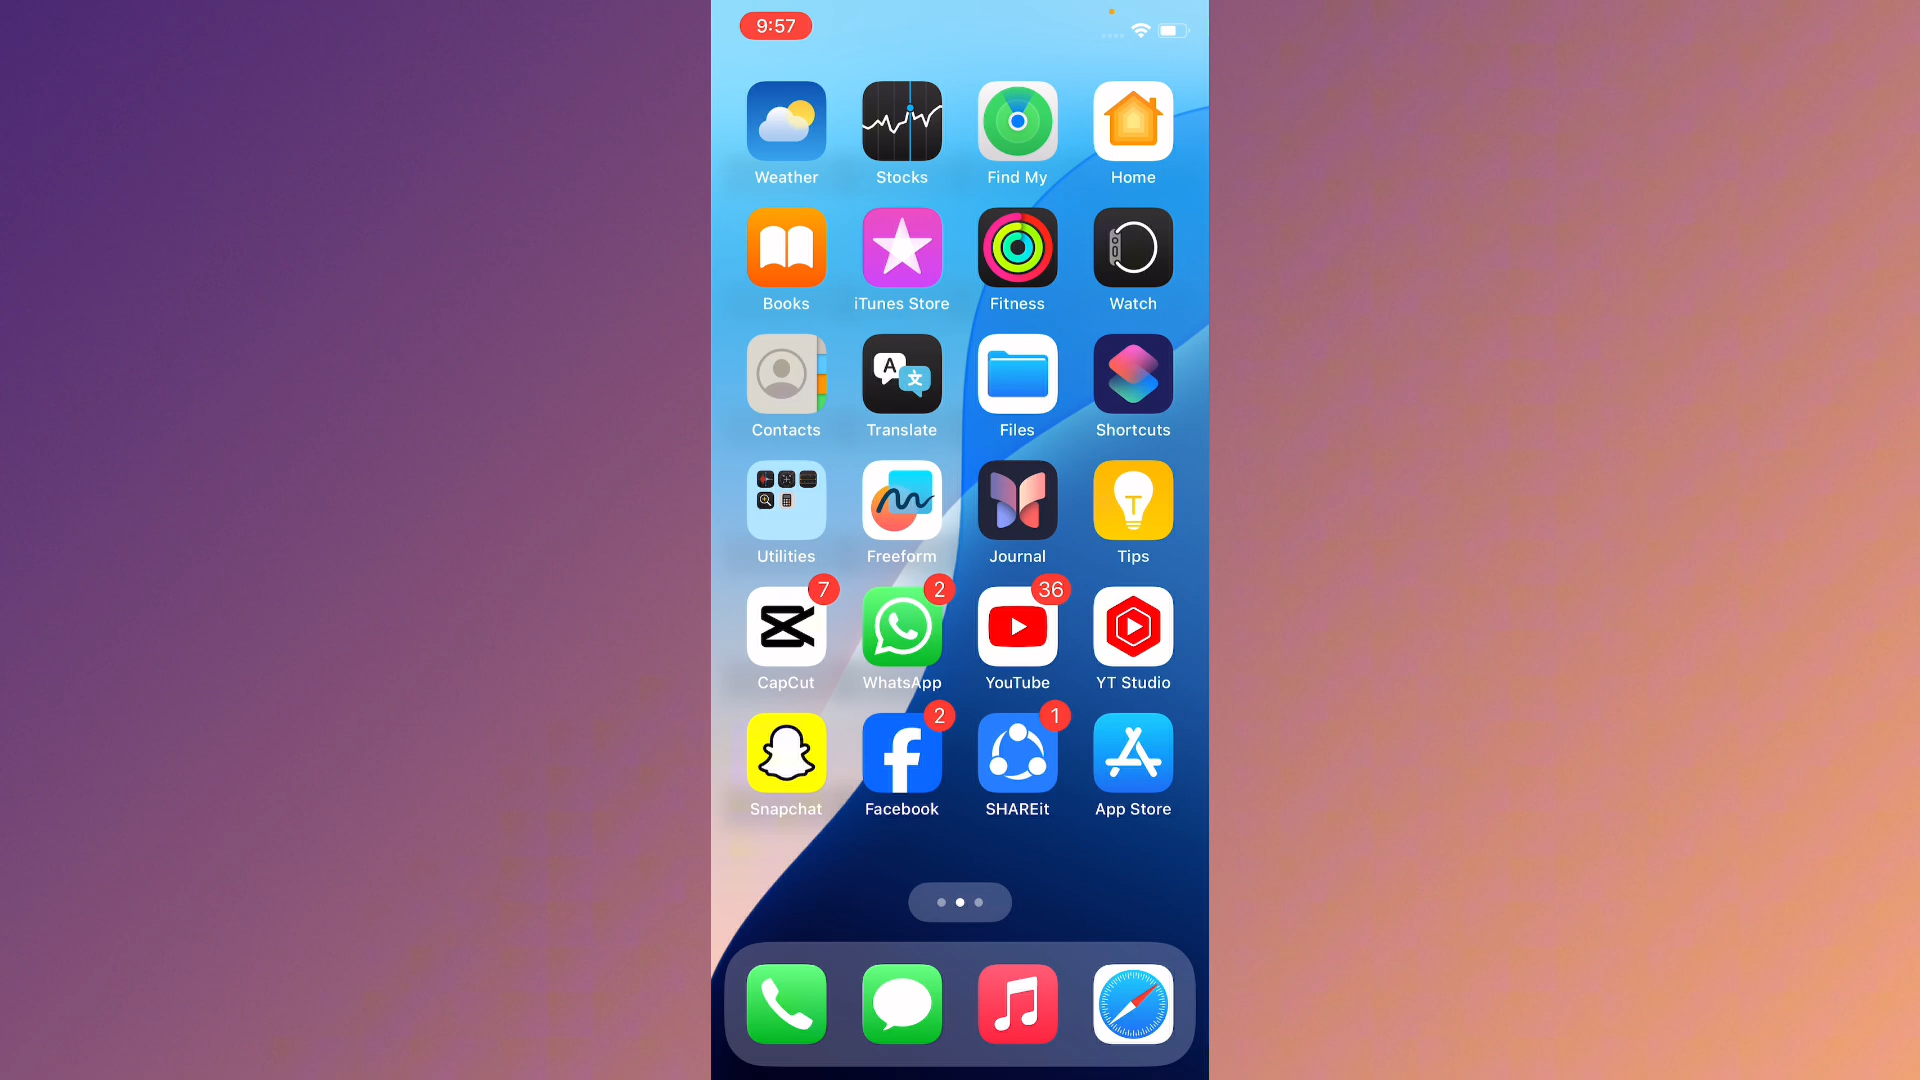 9:57
Weather Stocks Find My Home
Books iTunes Store Fitness Watch
A 文
Contacts Translate Files Shortcuts
T
Utilities Freeform Journal Tips
7 2 36
CapCut WhatsApp YouTube YT Studio
2 1
Snapchat Facebook SHAREit App Store